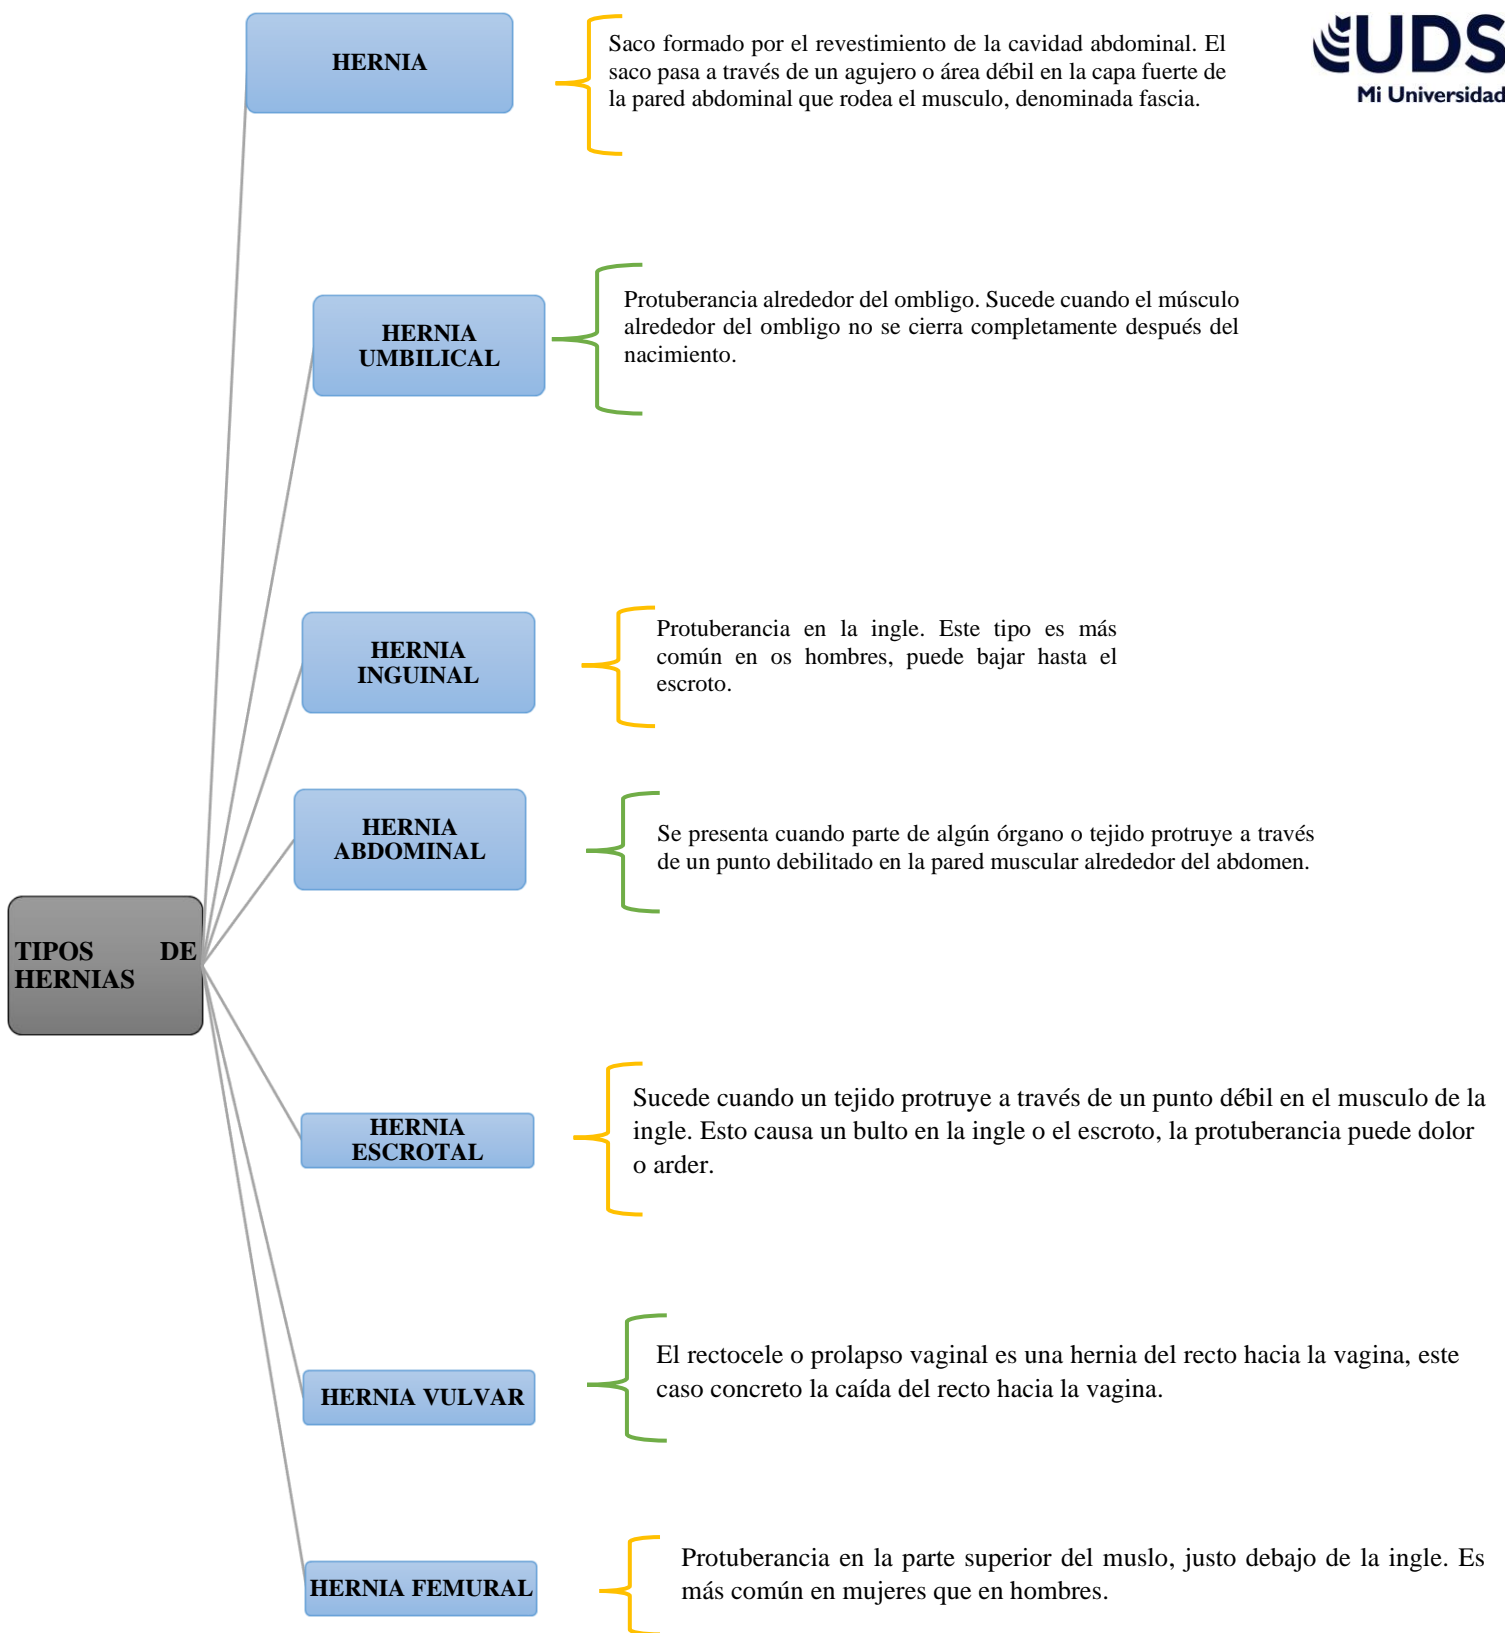 HERNIA
Saco formado por el revestimiento de la cavidad abdominal. El
saco pasa a través de un agujero o área débil en la capa fuerte de
la pared abdominal que rodea el musculo, denominada fascia.
UDS
Mi Universidad
HERNIA
UMBILICAL
Protuberancia alrededor del ombligo. Sucede cuando el músculo
alrededor del ombligo no se cierra completamente después del
nacimiento.
HERNIA
INGUINAL
Protuberancia en la ingle. Este tipo es más
común en os hombres, puede bajar hasta el
escroto.
HERNIA
ABDOMINAL
Se presenta cuando parte de algún órgano o tejido protruye a través
de un punto debilitado en la pared muscular alrededor del abdomen.
TIPOS DE
HERNIAS
HERNIA
ESCROTAL
Sucede cuando un tejido protruye a través de un punto débil en el musculo de la
ingle. Esto causa un bulto en la ingle o el escroto, la protuberancia puede dolor
o arder.
HERNIA VULVAR
El rectocele o prolapso vaginal es una hernia del recto hacia la vagina, este
caso concreto la caída del recto hacia la vagina.
HERNIA FEMURAL
Protuberancia en la parte superior del muslo, justo debajo de la ingle. Es
más común en mujeres que en hombres.